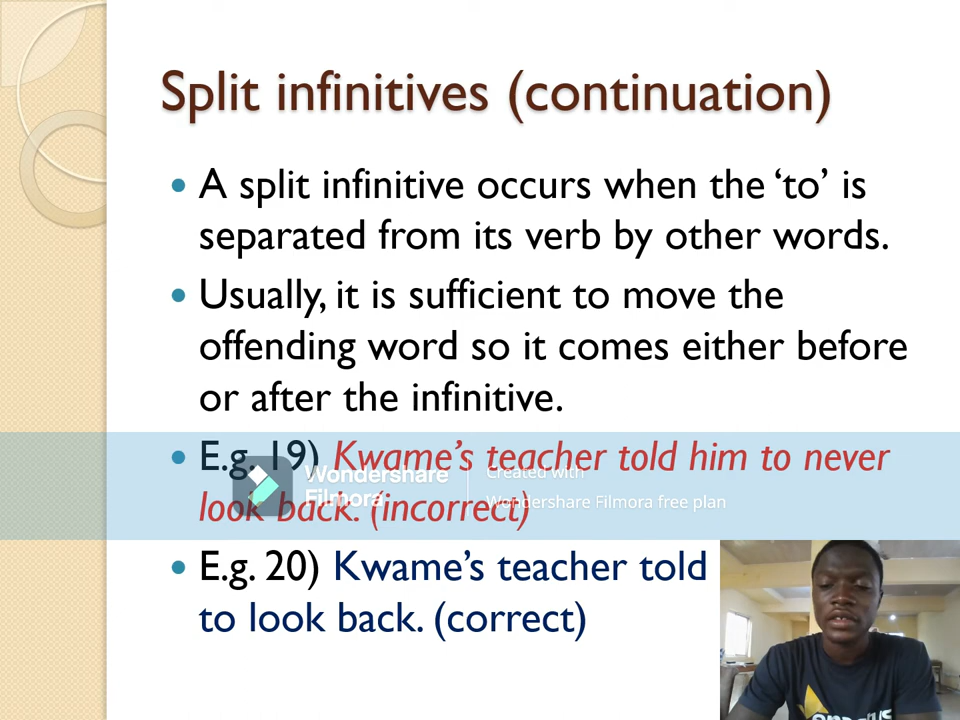 Split infinitives (continuation)
• A split infinitive occurs when the ‘to’ is
separated from its verb by other words.
• Usually, it is sufficient to move the
offending word so it comes either before
or after the infinitive.
• E.g. 19) Kwame’s teacher told him to never
look back. (incorrect)
Wondershare
Filmora
Created with
Wondershare Filmora free plan
• E.g. 20) Kwame’s teacher told
to look back. (correct)